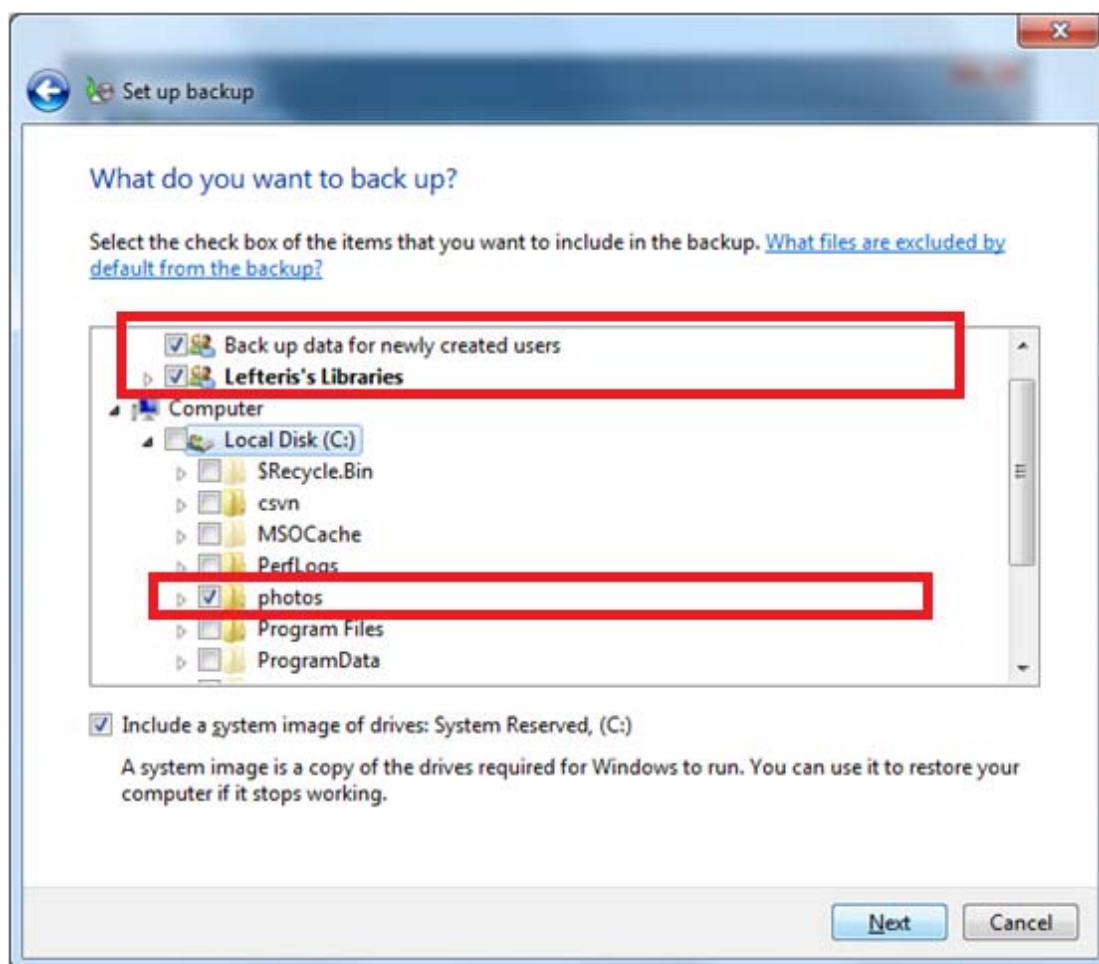 Set up backup
What do you want to back up?
Select the check box of the items that you want to include in the backup. What files are excluded by
default from the backup?
Back up data for newly created users
Lefteris's Libraries
Computer
Local Disk (C:)
$Recycle.Bin
csvn
MSOCache
PerfLogs
photos
Program Files
ProgramData
Include a system image of drives: System Reserved, (C:)
A system image is a copy of the drives required for Windows to run. You can use it to restore your
computer if it stops working.
Next Cancel